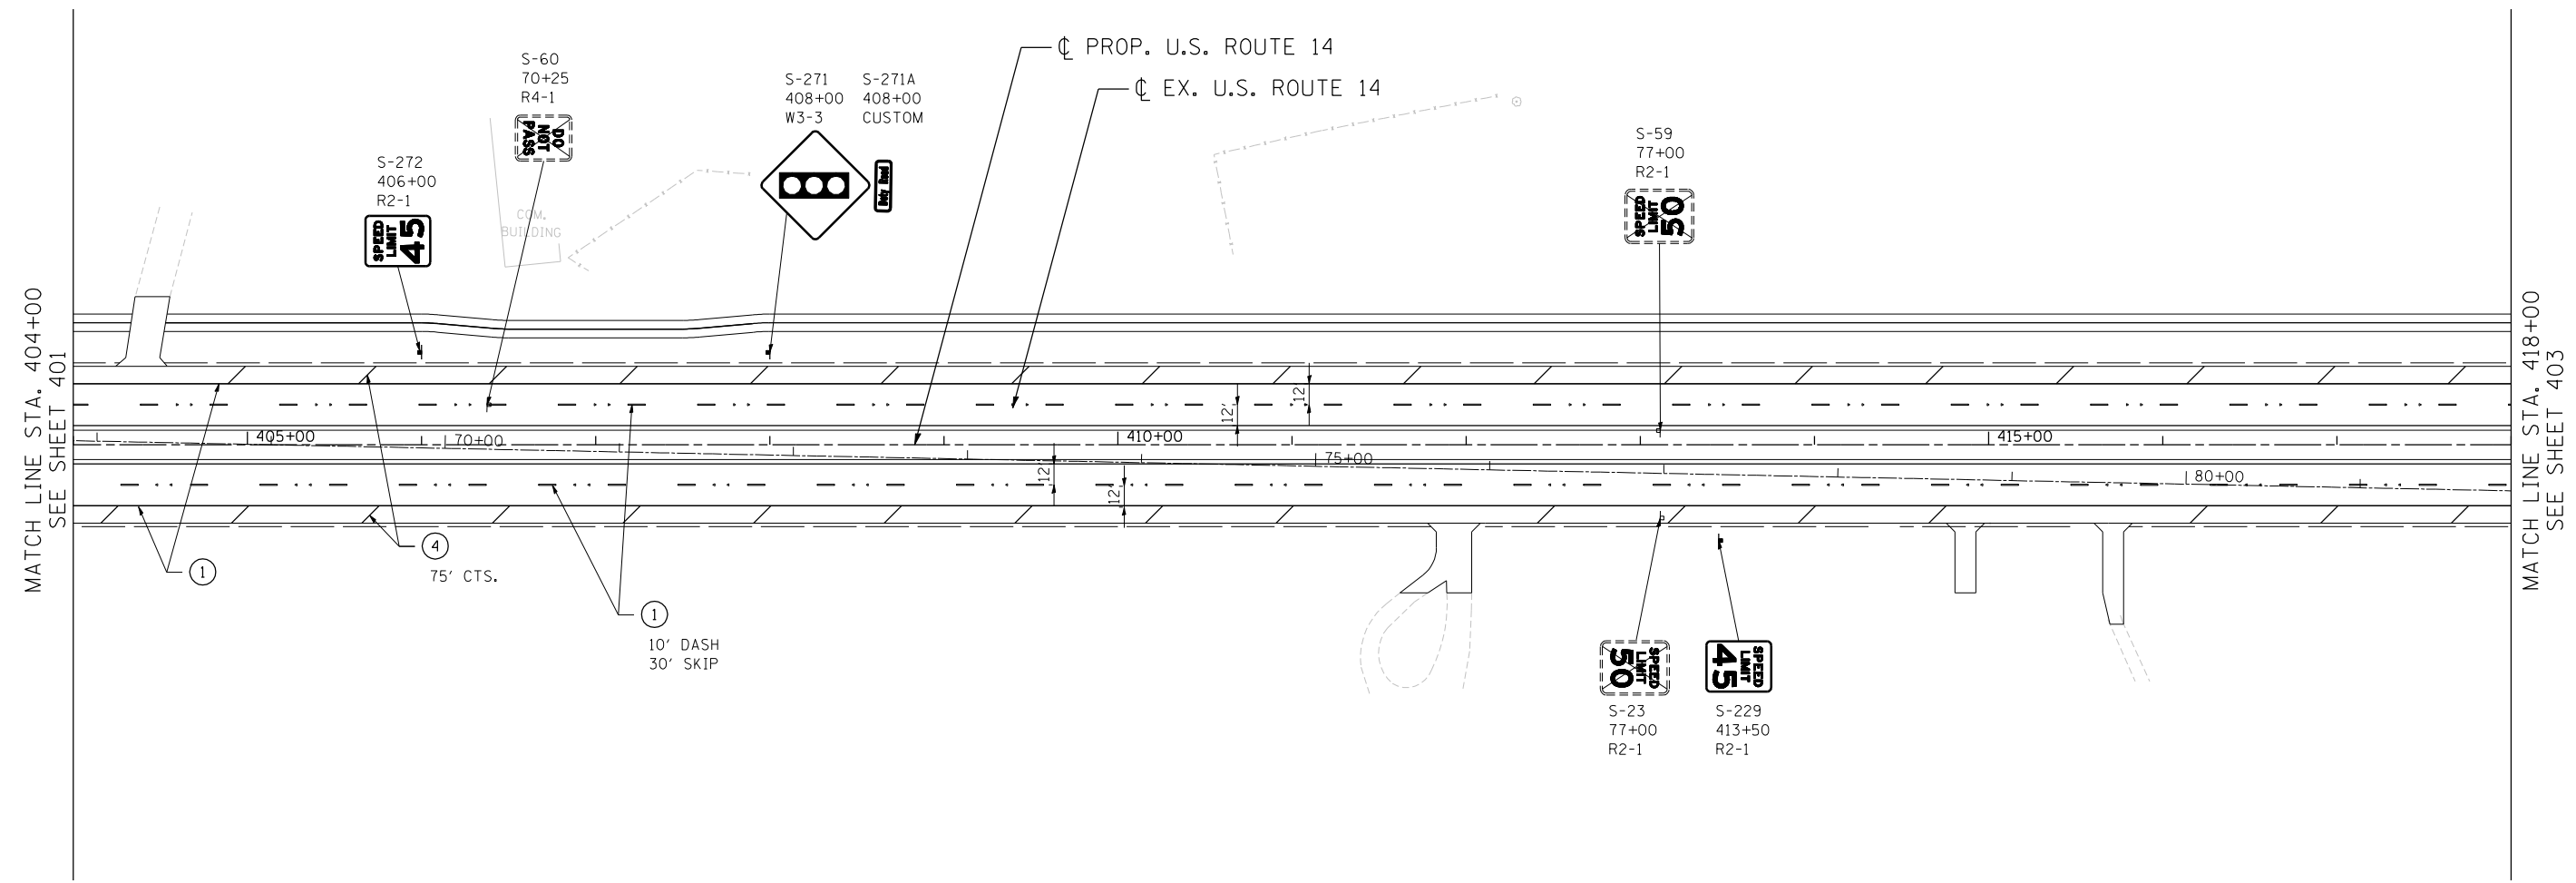 ℄ PROP. U.S. ROUTE 14
℄ EX. U.S. ROUTE 14
S-60
70+25
R4-1
DO
NOT
PASS
S-271
408+00
W3-3
S-271A
408+00
CUSTOM
S-272
406+00
R2-1
SPEED
LIMIT
45
COM.
BUILDING
S-59
77+00
R2-1
SPEED
LIMIT
50
MATCH LINE STA. 404+00
SEE SHEET 401
12'
12'
405+00
70+00
410+00
75+00
415+00
80+00
12'
12'
1
4
75' CTS.
1
10' DASH
30' SKIP
SPEED
LIMIT
50
S-23
77+00
R2-1
SPEED
LIMIT
45
S-229
413+50
R2-1
MATCH LINE STA. 418+00
SEE SHEET 403